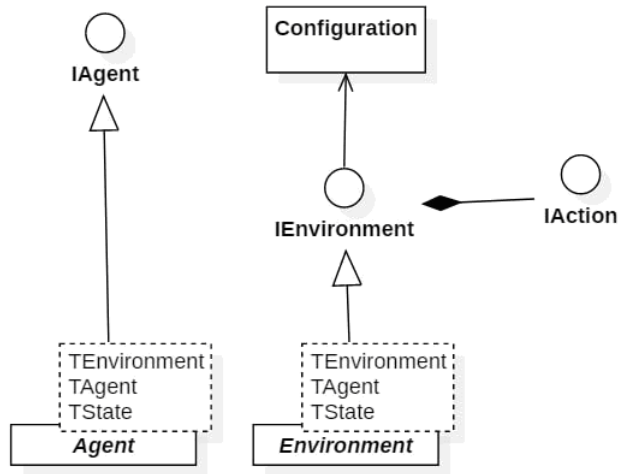 Configuration
IAgent
IEnvironment
IAction
TEnvironment
TAgent
TState
Agent
TEnvironment
TAgent
TState
Environment